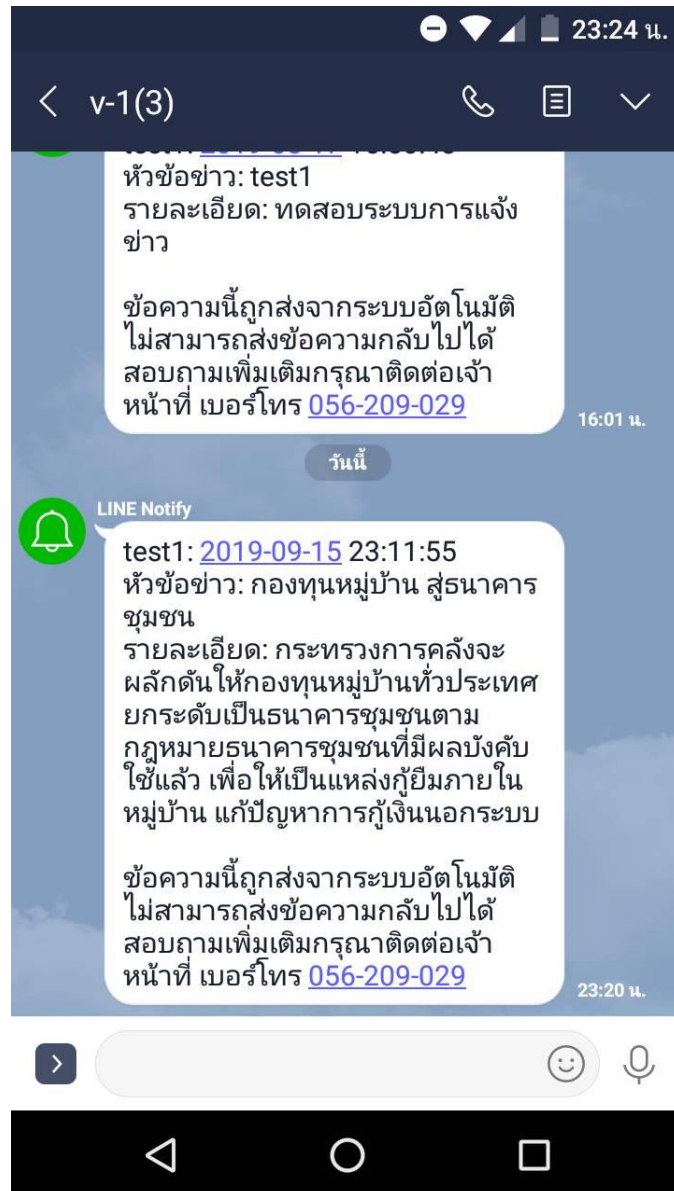 23:24 น.
v-1(3)
หัวข้อข่าว: test1
รายละเอียด: ทดสอบระบบการแจ้ง
ข่าว
ข้อความนี้ถูกส่งจากระบบอัตโนมัติ
ไม่สามารถส่งข้อความกลับไปได้
สอบถามเพิ่มเติมกรุณาติดต่อเจ้า
หน้าที่ เบอร์โทร 056-209-029
16:01 น.
วันนี้
LINE Notify
test1: 2019-09-15 23:11:55
หัวข้อข่าว: กองทุนหมู่บ้าน สู่ธนาคาร
ชุมชน
รายละเอียด: กระทรวงการคลังจะ
ผลักดันให้กองทุนหมู่บ้านทั่วประเทศ
ยกระดับเป็นธนาคารชุมชนตาม
กฎหมายธนาคารชุมชนที่มีผลบังคับ
ใช้แล้ว เพื่อให้เป็นแหล่งกู้ยืมภายใน
หมู่บ้าน แก้ปัญหาการกู้เงินนอกระบบ
ข้อความนี้ถูกส่งจากระบบอัตโนมัติ
ไม่สามารถส่งข้อความกลับไปได้
สอบถามเพิ่มเติมกรุณาติดต่อเจ้า
หน้าที่ เบอร์โทร 056-209-029
23:20 น.